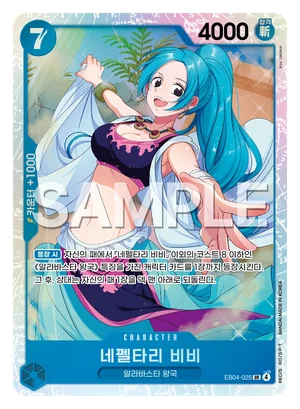 7
4000
참격
斬
카운터 +1000
SAMPLE
등장 시 자신의 패에서 「네펠타리 비비」 이외의 코스트 8 이하인
《알라바스타 왕국》 특징을 가진 캐릭터 카드를 1장까지 등장시킨다.
그 후, 상대는 자신의 패 1장을 덱 맨 아래로 되돌린다.
CHARACTER
네펠타리 비비
알라바스타 왕국
EB04-025 SR 4